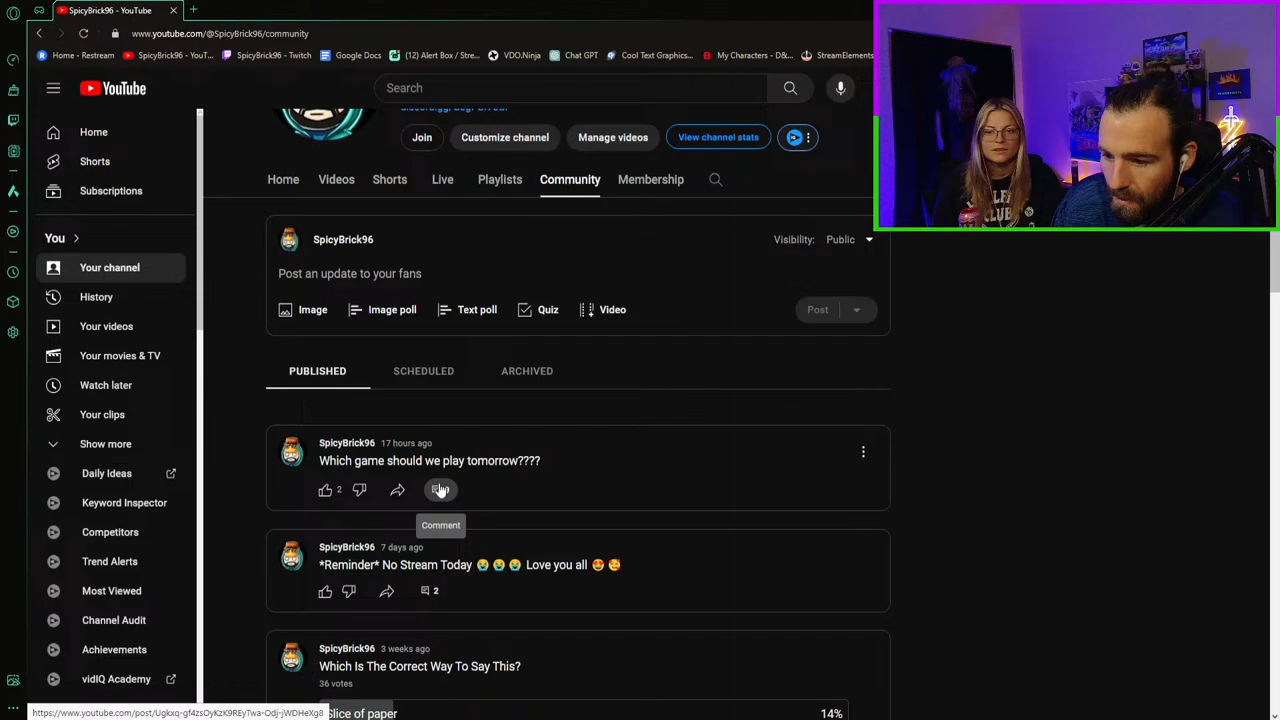 SpicyBrick96 - YouTube
www.youtube.com/@SpicyBrick96/community
Home - Restream
SpicyBrick96 - YouT...
SpicyBrick96 - Twitch
Google Docs
(12) Alert Box / Stre...
VDO.Ninja
Chat GPT
Cool Text Graphics...
My Characters - D&...
StreamElements
YouTube
Search
Home
Shorts
Subscriptions
You
Your channel
History
Your videos
Your movies & TV
Watch later
Your clips
Show more
Daily Ideas
Keyword Inspector
Competitors
Trend Alerts
Most Viewed
Channel Audit
Achievements
vidIQ Academy
Join
Customize channel
Manage videos
View channel stats
Home
Videos
Shorts
Live
Playlists
Community
Membership
SpicyBrick96
Visibility: Public
Post an update to your fans
Image
Image poll
Text poll
Quiz
Video
Post
PUBLISHED
SCHEDULED
ARCHIVED
SpicyBrick96 17 hours ago
Which game should we play tomorrow????
2
Comment
SpicyBrick96 7 days ago
*Reminder* No Stream Today 😭 😭 😭 Love you all 😍 🥰
2
SpicyBrick96 3 weeks ago
Which Is The Correct Way To Say This?
36 votes
Slice of paper
14%